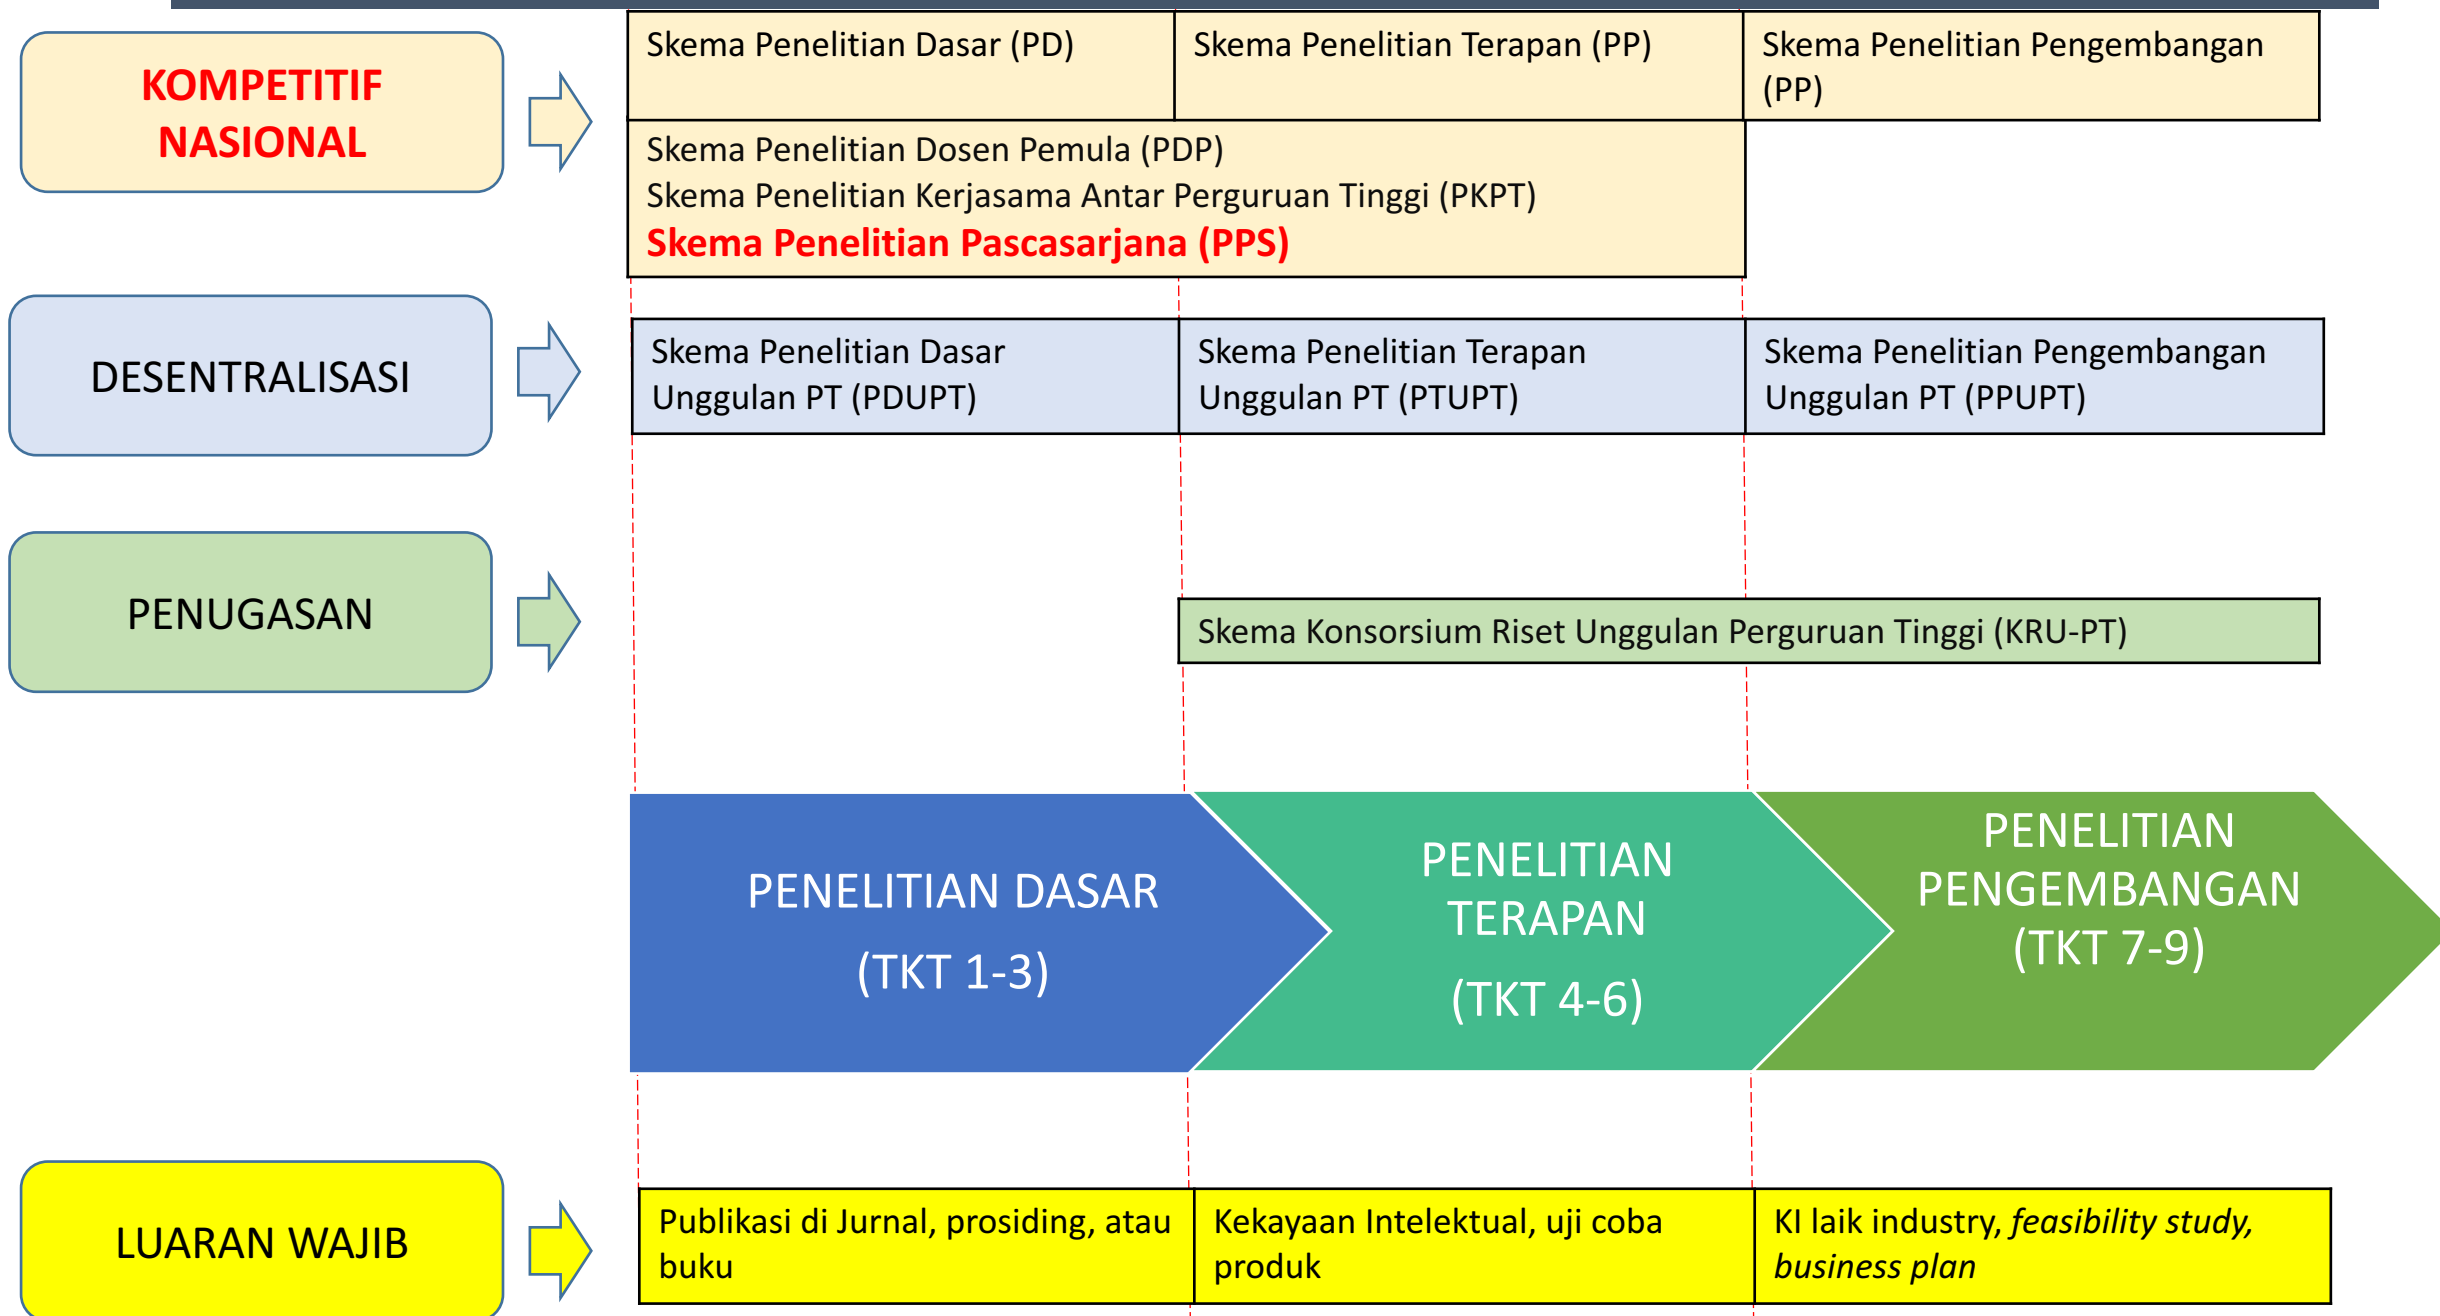 KOMPETITIF
NASIONAL
Skema Penelitian Dasar (PD)
Skema Penelitian Terapan (PP)
Skema Penelitian Pengembangan
(PP)
Skema Penelitian Dosen Pemula (PDP)
Skema Penelitian Kerjasama Antar Perguruan Tinggi (PKPT)
Skema Penelitian Pascasarjana (PPS)
DESENTRALISASI
Skema Penelitian Dasar
Unggulan PT (PDUPT)
Skema Penelitian Terapan
Unggulan PT (PTUPT)
Skema Penelitian Pengembangan
Unggulan PT (PPUPT)
PENUGASAN
Skema Konsorsium Riset Unggulan Perguruan Tinggi (KRU-PT)
PENELITIAN DASAR
(TKT 1-3)
PENELITIAN
TERAPAN
(TKT 4-6)
PENELITIAN
PENGEMBANGAN
(TKT 7-9)
LUARAN WAJIB
Publikasi di Jurnal, prosiding, atau
buku
Kekayaan Intelektual, uji coba
produk
KI laik industry, feasibility study,
business plan